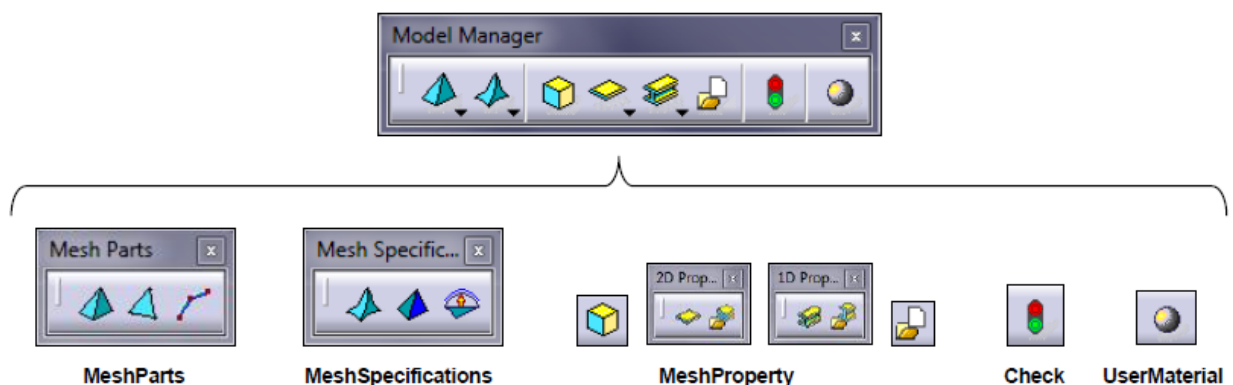 Model Manager
Mesh Parts
Mesh Specific...
2D Prop...
1D Prop...
MeshParts
MeshSpecifications
MeshProperty
Check
UserMaterial